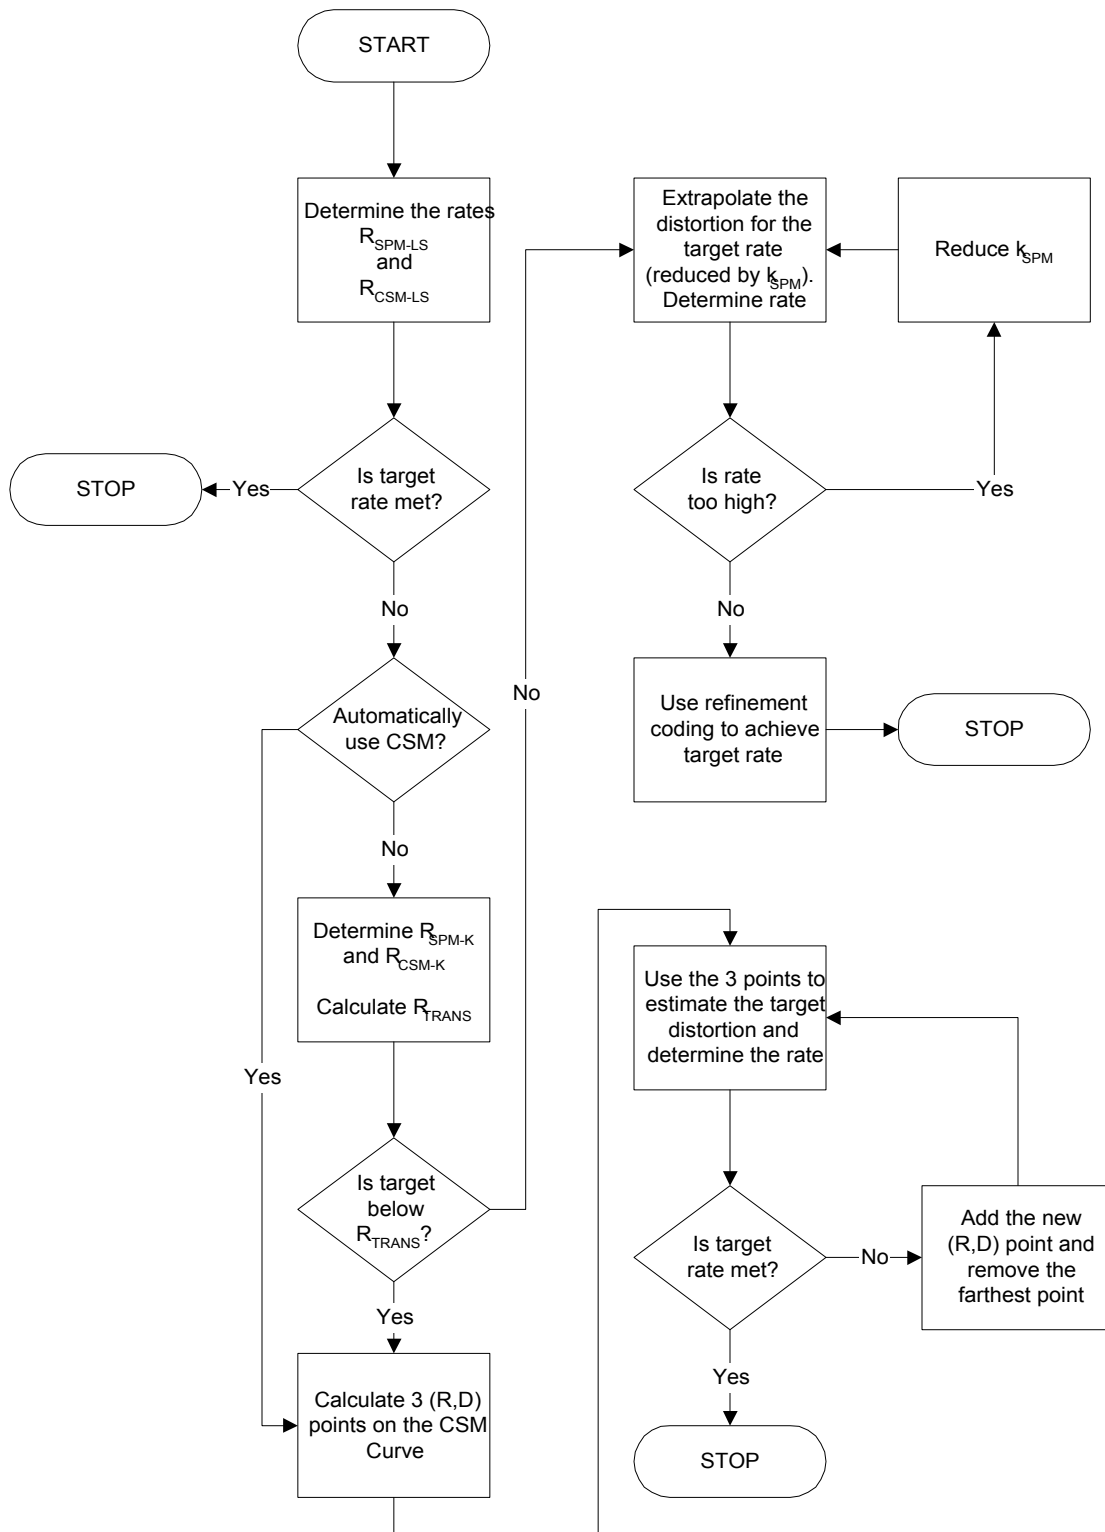 START
Determine the rates
RSPM-LS
and
RCSM-LS
Is target
rate met?
Yes
STOP
No
Automatically
use CSM?
No
Determine RSPM-K
and RCSM-K
Calculate RTRANS
Yes
Is target
below
RTRANS?
No
Yes
Calculate 3 (R,D)
points on the CSM
Curve
Extrapolate the
distortion for the
target rate
(reduced by kSPM).
Determine rate
Reduce kSPM
Is rate
too high?
Yes
No
Use refinement
coding to achieve
target rate
STOP
Use the 3 points to
estimate the target
distortion and
determine the rate
Is target
rate met?
No
Add the new
(R,D) point and
remove the
farthest point
Yes
STOP